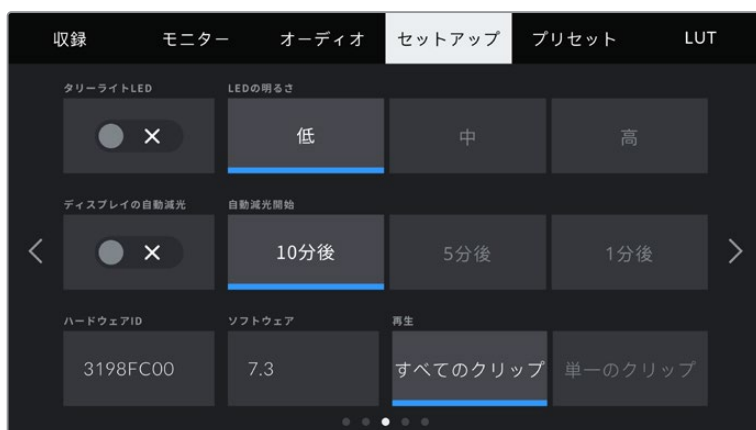 収録 モニター オーディオ セットアップ プリセット LUT
タリーライトLED LEDの明るさ
低 中 高
ディスプレイの自動減光 自動減光開始
10分後 5分後 1分後
ハードウェアID ソフトウェア 再生
3198FC00 7.3 すべてのクリップ 単一のクリップ